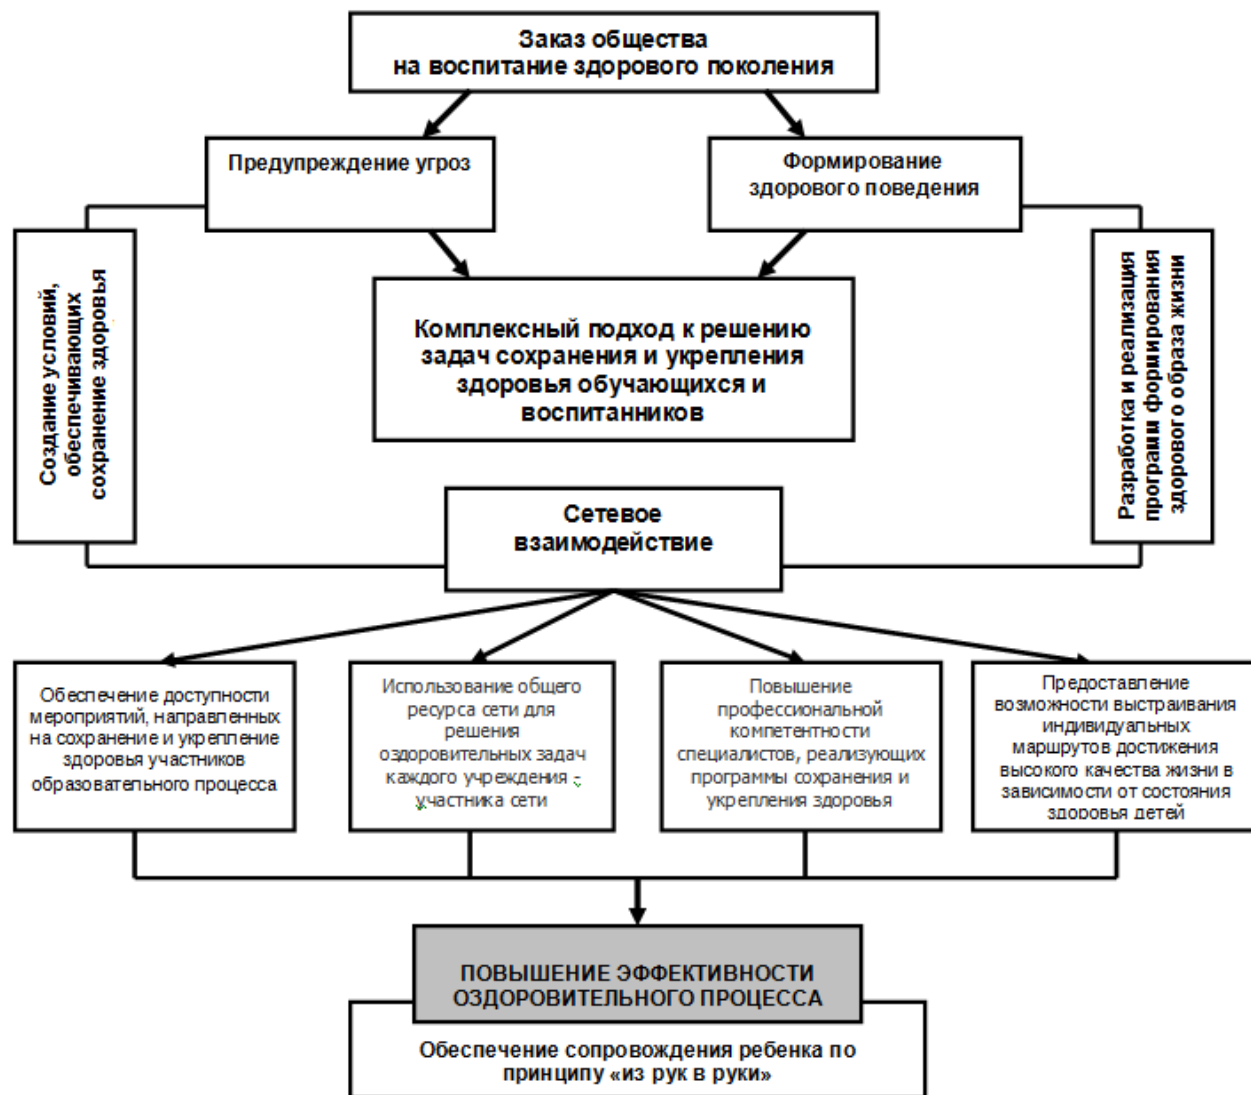 Заказ общества
на воспитание здорового поколения
Предупреждение угроз
Формирование
здорового поведения
Создание условий,
обеспечивающих
сохранение здоровья
Комплексный подход к решению
задач сохранения и укрепления
здоровья обучающихся и
воспитанников
Разработка и реализация
программ формирования
здорового образа жизни
Сетевое
взаимодействие
Обеспечение доступности
мероприятий, направленных
на сохранение и укрепление
здоровья участников
образовательного процесса
Использование общего
ресурса сети для
решения
оздоровительных задач
каждого учреждения -
участника сети
Повышение
профессиональной
компетентности
специалистов, реализующих
программы сохранения и
укрепления здоровья
Предоставление
возможности выстраивания
индивидуальных
маршрутов достижения
высокого качества жизни в
зависимости от состояния
здоровья детей
ПОВЫШЕНИЕ ЭФФЕКТИВНОСТИ
ОЗДОРОВИТЕЛЬНОГО ПРОЦЕССА
Обеспечение сопровождения ребенка по
принципу «из рук в руки»